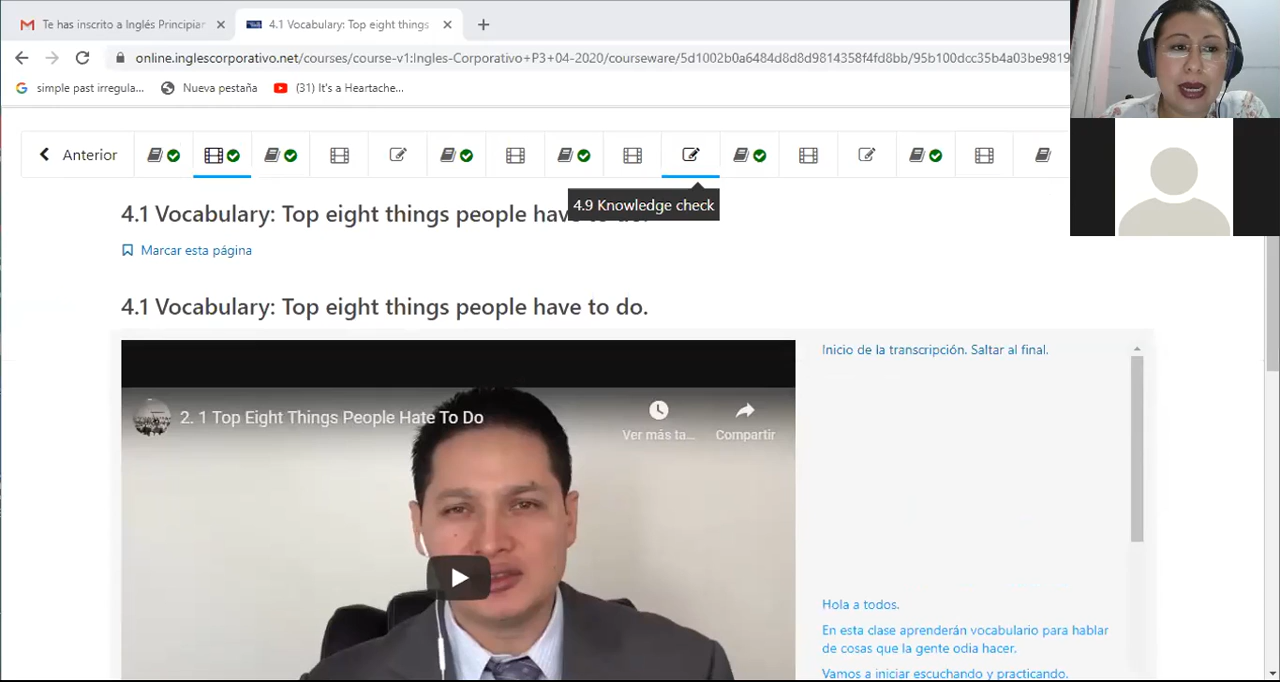 Te has inscrito a Inglés Principiar
4.1 Vocabulary: Top eight things
online.inglescorporativo.net/courses/course-v1:Ingles-Corporativo+P3+04-2020/courseware/5d1002b0a6484d8d8d9814358f4fd8bb/95b100dcc35b4a03be9819
simple past irregula...
Nueva pestaña
(31) It's a Heartache...
Anterior
4.9 Knowledge check
4.1 Vocabulary: Top eight things people have to do.
Marcar esta página
4.1 Vocabulary: Top eight things people have to do.
Inicio de la transcripción. Saltar al final.
2. 1 Top Eight Things People Hate To Do
Ver más ta...
Compartir
Hola a todos.
En esta clase aprenderán vocabulario para hablar
de cosas que la gente odia hacer.
Vamos a iniciar escuchando y practicando.